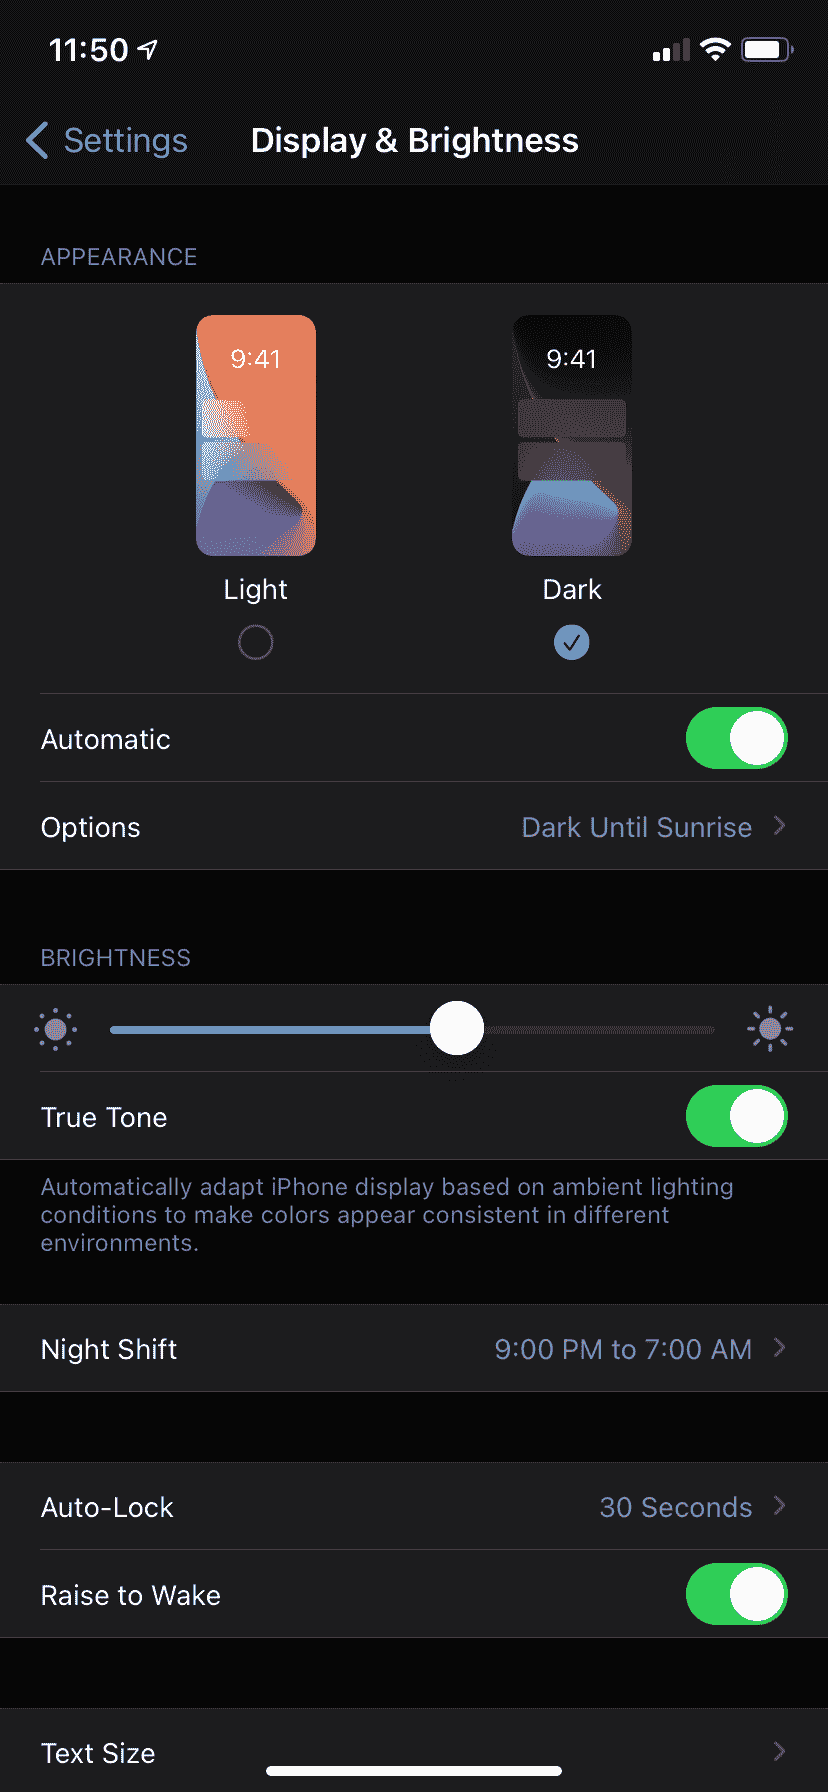 11:50
Settings
Display & Brightness
APPEARANCE
9:41
9:41
Light
Dark
Automatic
Options
Dark Until Sunrise
BRIGHTNESS
True Tone
Automatically adapt iPhone display based on ambient lighting
conditions to make colors appear consistent in different
environments.
Night Shift
9:00 PM to 7:00 AM
Auto-Lock
30 Seconds
Raise to Wake
Text Size